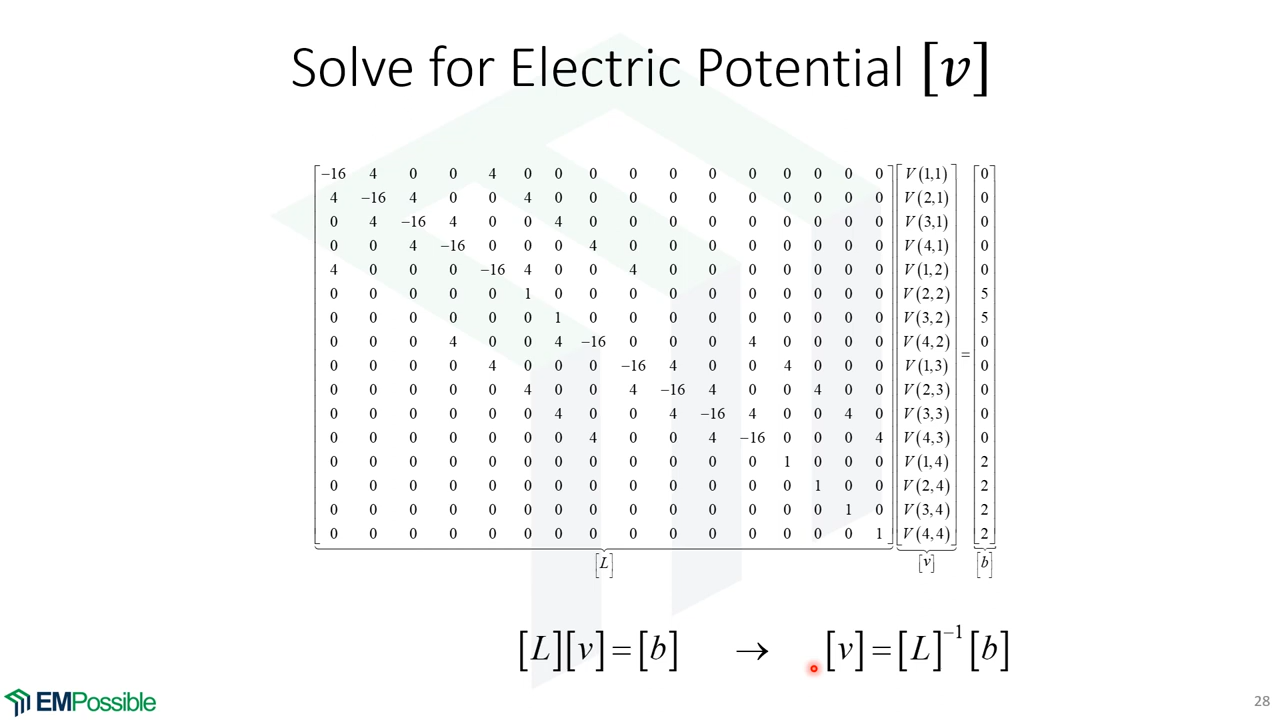 Solve for Electric Potential [v]
−16 4 0 0 4 0 0 0 0 0 0 0 0 0 0 0 V(1,1) 0
4 −16 4 0 0 4 0 0 0 0 0 0 0 0 0 0 V(2,1) 0
0 4 −16 4 0 0 4 0 0 0 0 0 0 0 0 0 V(3,1) 0
0 0 4 −16 0 0 0 4 0 0 0 0 0 0 0 0 V(4,1) 0
4 0 0 0 −16 4 0 0 4 0 0 0 0 0 0 0 V(1,2) 0
0 0 0 0 0 1 0 0 0 0 0 0 0 0 0 0 V(2,2) 5
0 0 0 0 0 0 1 0 0 0 0 0 0 0 0 0 V(3,2) 5
0 0 0 4 0 0 4 −16 0 0 0 4 0 0 0 0 V(4,2) = 0
0 0 0 0 4 0 0 0 −16 4 0 0 4 0 0 0 V(1,3) 0
0 0 0 0 0 4 0 0 4 −16 4 0 0 4 0 0 V(2,3) 0
0 0 0 0 0 0 4 0 0 4 −16 4 0 0 4 0 V(3,3) 0
0 0 0 0 0 0 0 4 0 0 4 −16 0 0 0 4 V(4,3) 0
0 0 0 0 0 0 0 0 0 0 0 0 1 0 0 0 V(1,4) 2
0 0 0 0 0 0 0 0 0 0 0 0 0 1 0 0 V(2,4) 2
0 0 0 0 0 0 0 0 0 0 0 0 0 0 1 0 V(3,4) 2
0 0 0 0 0 0 0 0 0 0 0 0 0 0 0 1 V(4,4) 2
[L] [v] [b]
[L][v]=[b] → [v]=[L]⁻¹[b]
EMPossible
28